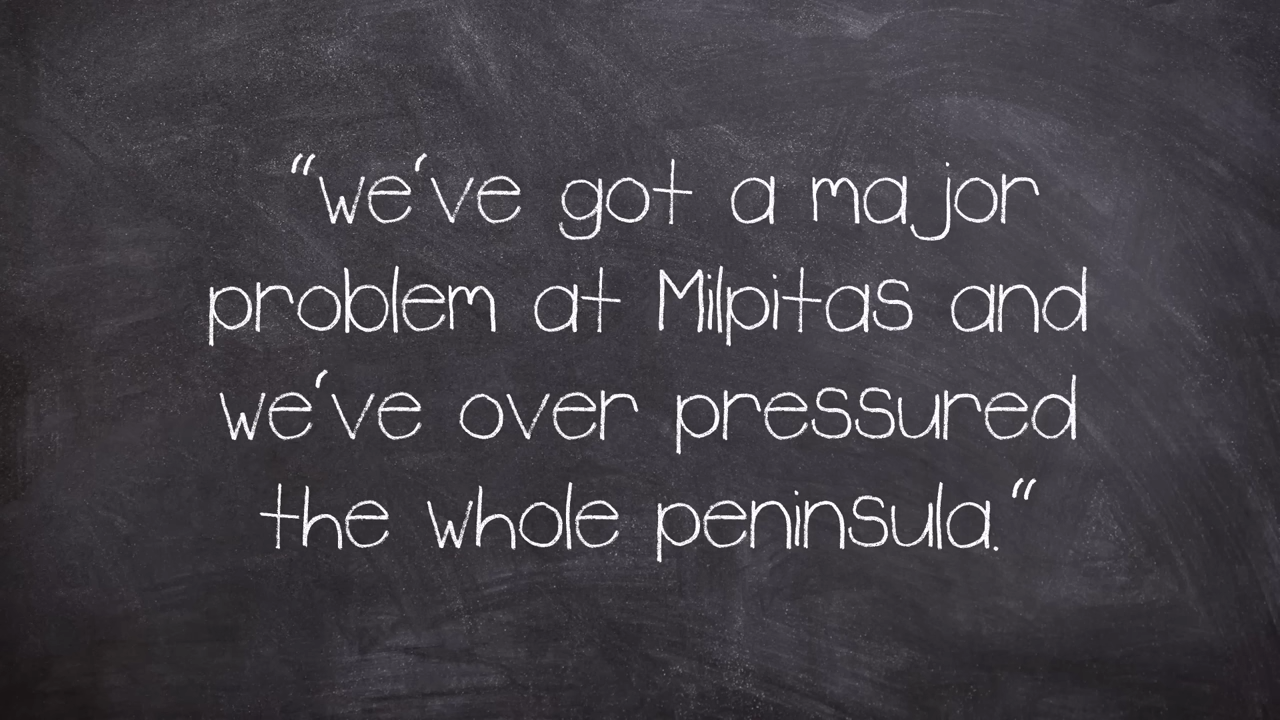 “we‘ve got a major
problem at Milpitas and
we‘ve over pressured
the whole peninsula.“